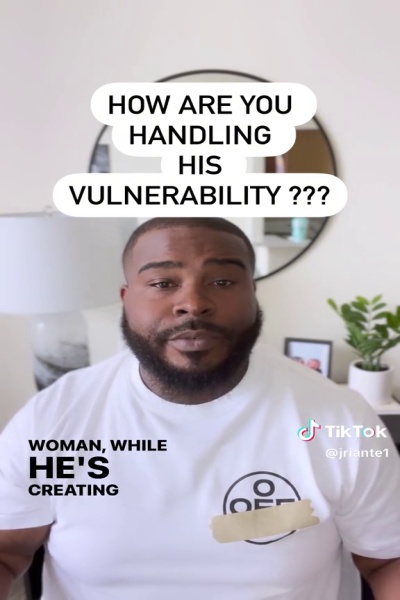 HOW ARE YOU
HANDLING
HIS
VULNERABILITY ???
WOMAN, WHILE
HE'S
CREATING
TikTok
@jriante1
O